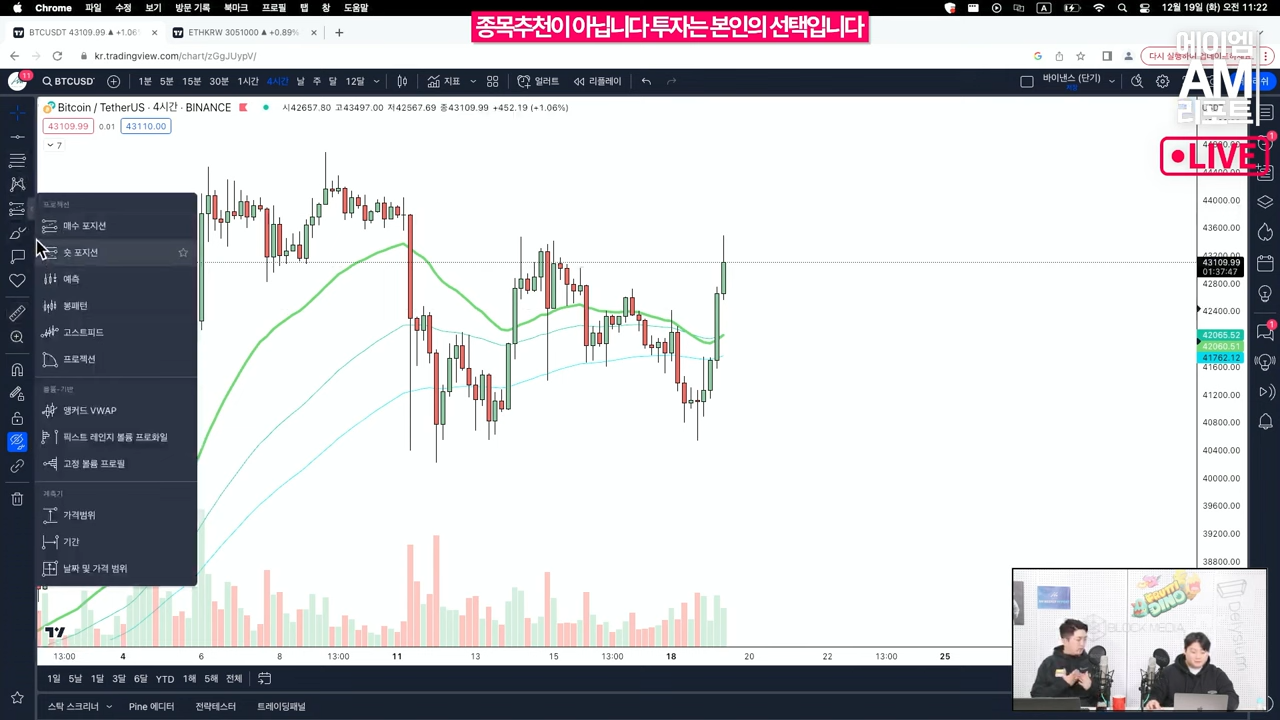 Chrome 파일 수정 보기 방문 기록 북마크 프로필 탭 창 도움말
12월 19일 (화) 오전 11:22
종목추천이 아닙니다 투자는 본인의 선택입니다
ETHKRW 3051000 ▲+0.89%
kr.tradingview.com/chart/zGgJUypV/
11
BTCUSDT
1분 5분 15분 30분 1시간 4시간 날 주 달 12달
지표
얼러트
리플레이
바이낸스 (단기)
저장
에이엠
AM
리포트
LIVE
Bitcoin / TetherUS · 4시간 · BINANCE
시42657.80 고43497.00 저42567.69 종43109.99 +452.19 (+1.06%)
43109.99
0.01
43110.00
7
프로젝션
매수 포지션
숏 포지션
예측
봉패턴
고스트피드
프로젝션
볼륨-기반
앵커드 VWAP
픽스트 레인지 볼륨 프로화일
고정 볼륨 프로필
계측기
가격범위
기간
날짜 및 가격 범위
44000.00
43600.00
43109.99
01:37:47
42800.00
42400.00
42065.52
42060.51
41762.12
41600.00
41200.00
40800.00
40400.00
40000.00
39600.00
39200.00
38800.00
13:00 4 6 8 13:00 11 13 15 13:00 18 20 22 13:00 25
1일 5날 1달 3달 6달 YTD 1해 5해 전체
스탁 스크리너 Pine 에디터 전략테스터 트레이딩패널
FRUTTI
DINO
BLOCKMEDIA